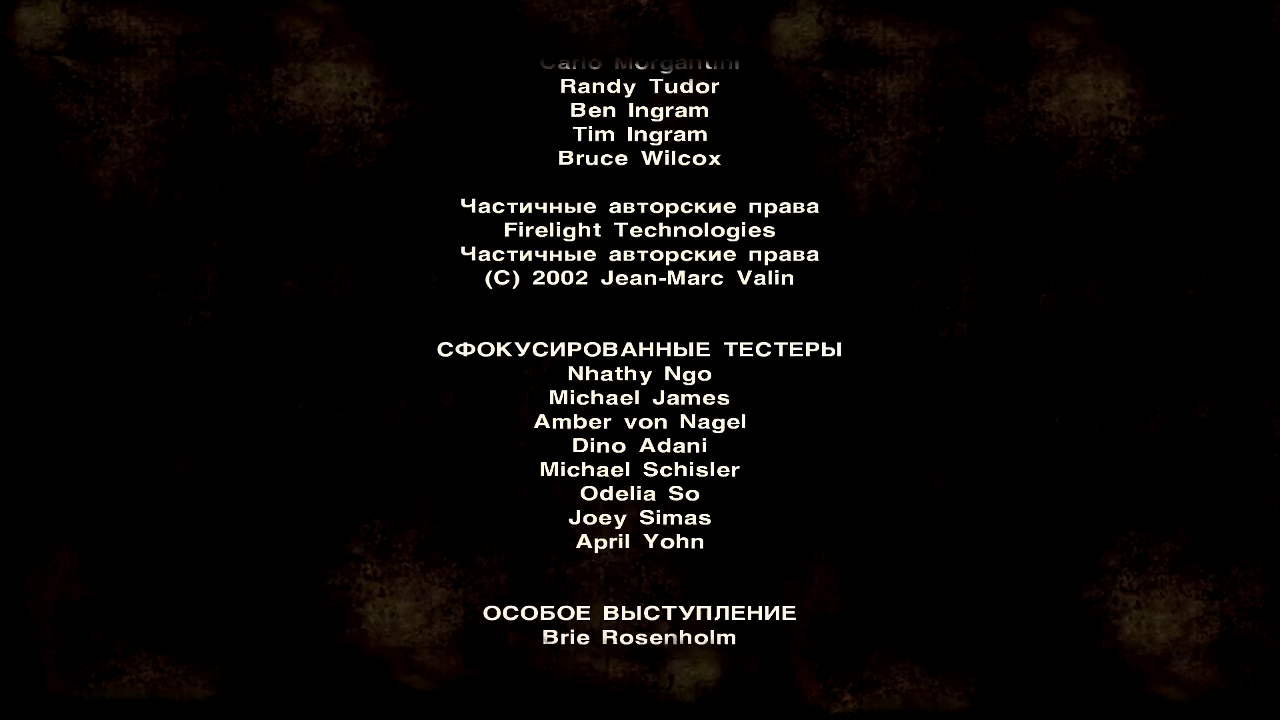 Carlo Morgantini
Randy Tudor
Ben Ingram
Tim Ingram
Bruce Wilcox
Частичные авторские права
Firelight Technologies
Частичные авторские права
(C) 2002 Jean-Marc Valin
СФОКУСИРОВАННЫЕ ТЕСТЕРЫ
Nhathy Ngo
Michael James
Amber von Nagel
Dino Adani
Michael Schisler
Odelia So
Joey Simas
April Yohn
ОСОБОЕ ВЫСТУПЛЕНИЕ
Brie Rosenholm